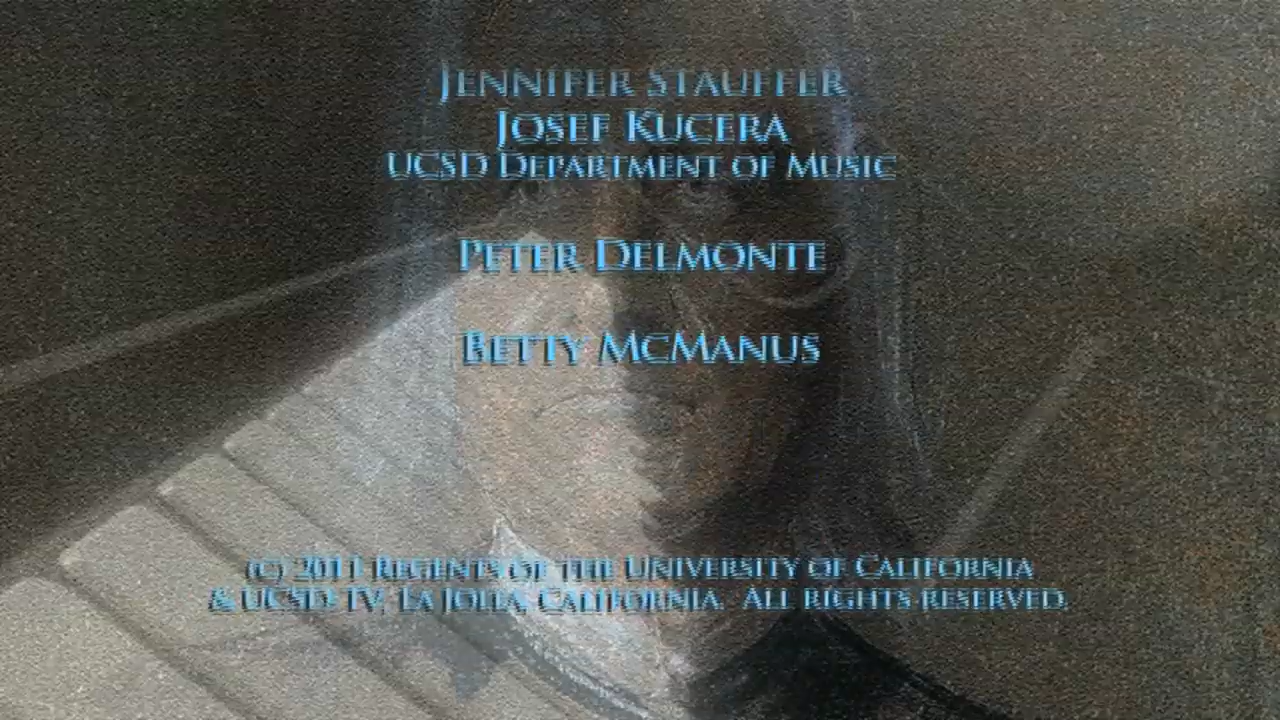 JENNIFER STAUFFER
JOSEF KUCERA
UCSD DEPARTMENT OF MUSIC
PETER DELMONTE
BETTY MCMANUS
(C) 2011 REGENTS OF THE UNIVERSITY OF CALIFORNIA
& UCSD-TV, LA JOLLA, CALIFORNIA. ALL RIGHTS RESERVED.